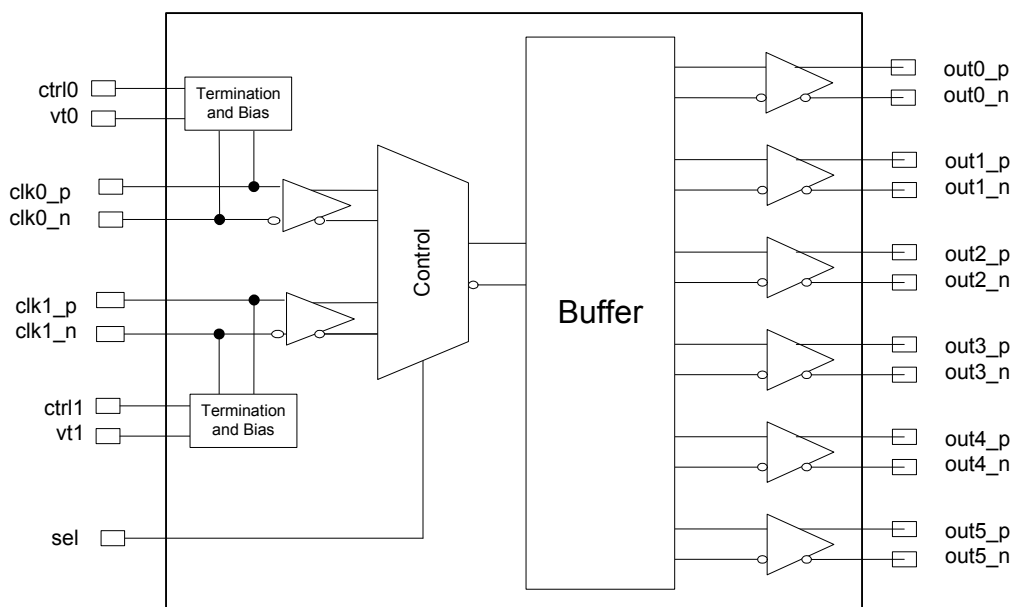 ctrl0
vt0
Termination
and Bias
clk0_p
clk0_n
clk1_p
clk1_n
ctrl1
vt1
Termination
and Bias
sel
Control
Buffer
out0_p
out0_n
out1_p
out1_n
out2_p
out2_n
out3_p
out3_n
out4_p
out4_n
out5_p
out5_n